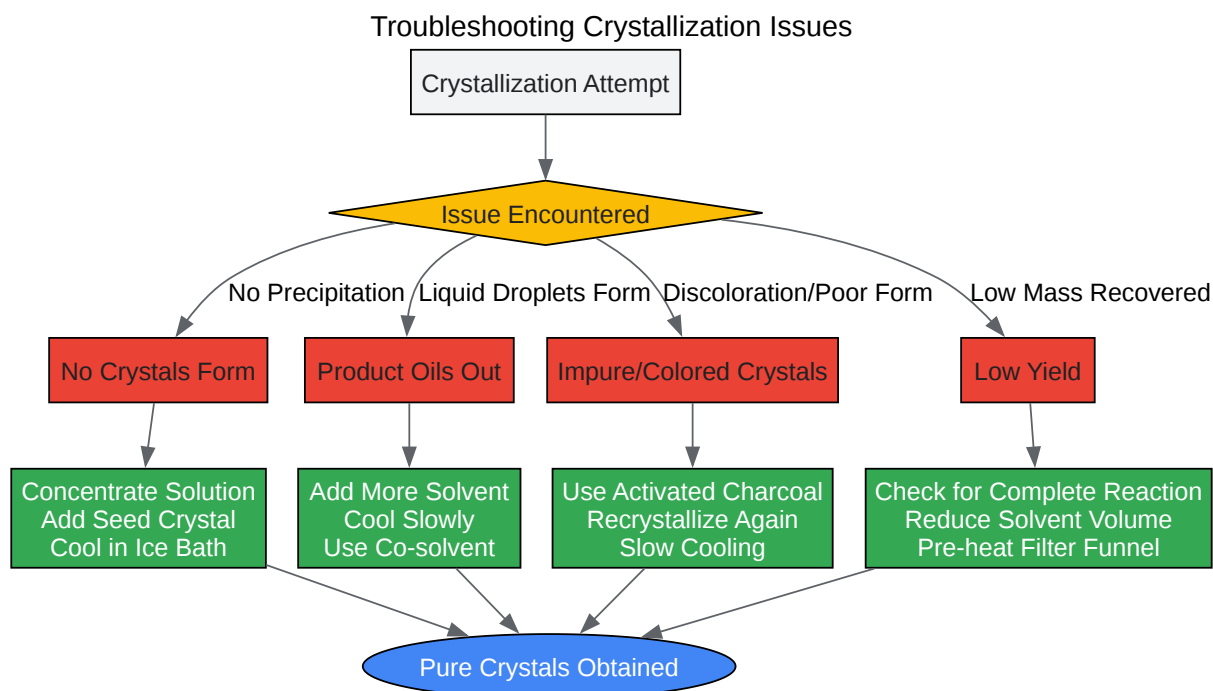 Troubleshooting Crystallization Issues
Crystallization Attempt
Issue Encountered
No Precipitation
Liquid Droplets Form
Discoloration/Poor Form
Low Mass Recovered
No Crystals Form
Product Oils Out
Impure/Colored Crystals
Low Yield
Concentrate Solution
Add Seed Crystal
Cool in Ice Bath
Add More Solvent
Cool Slowly
Use Co-solvent
Use Activated Charcoal
Recrystallize Again
Slow Cooling
Check for Complete Reaction
Reduce Solvent Volume
Pre-heat Filter Funnel
Pure Crystals Obtained